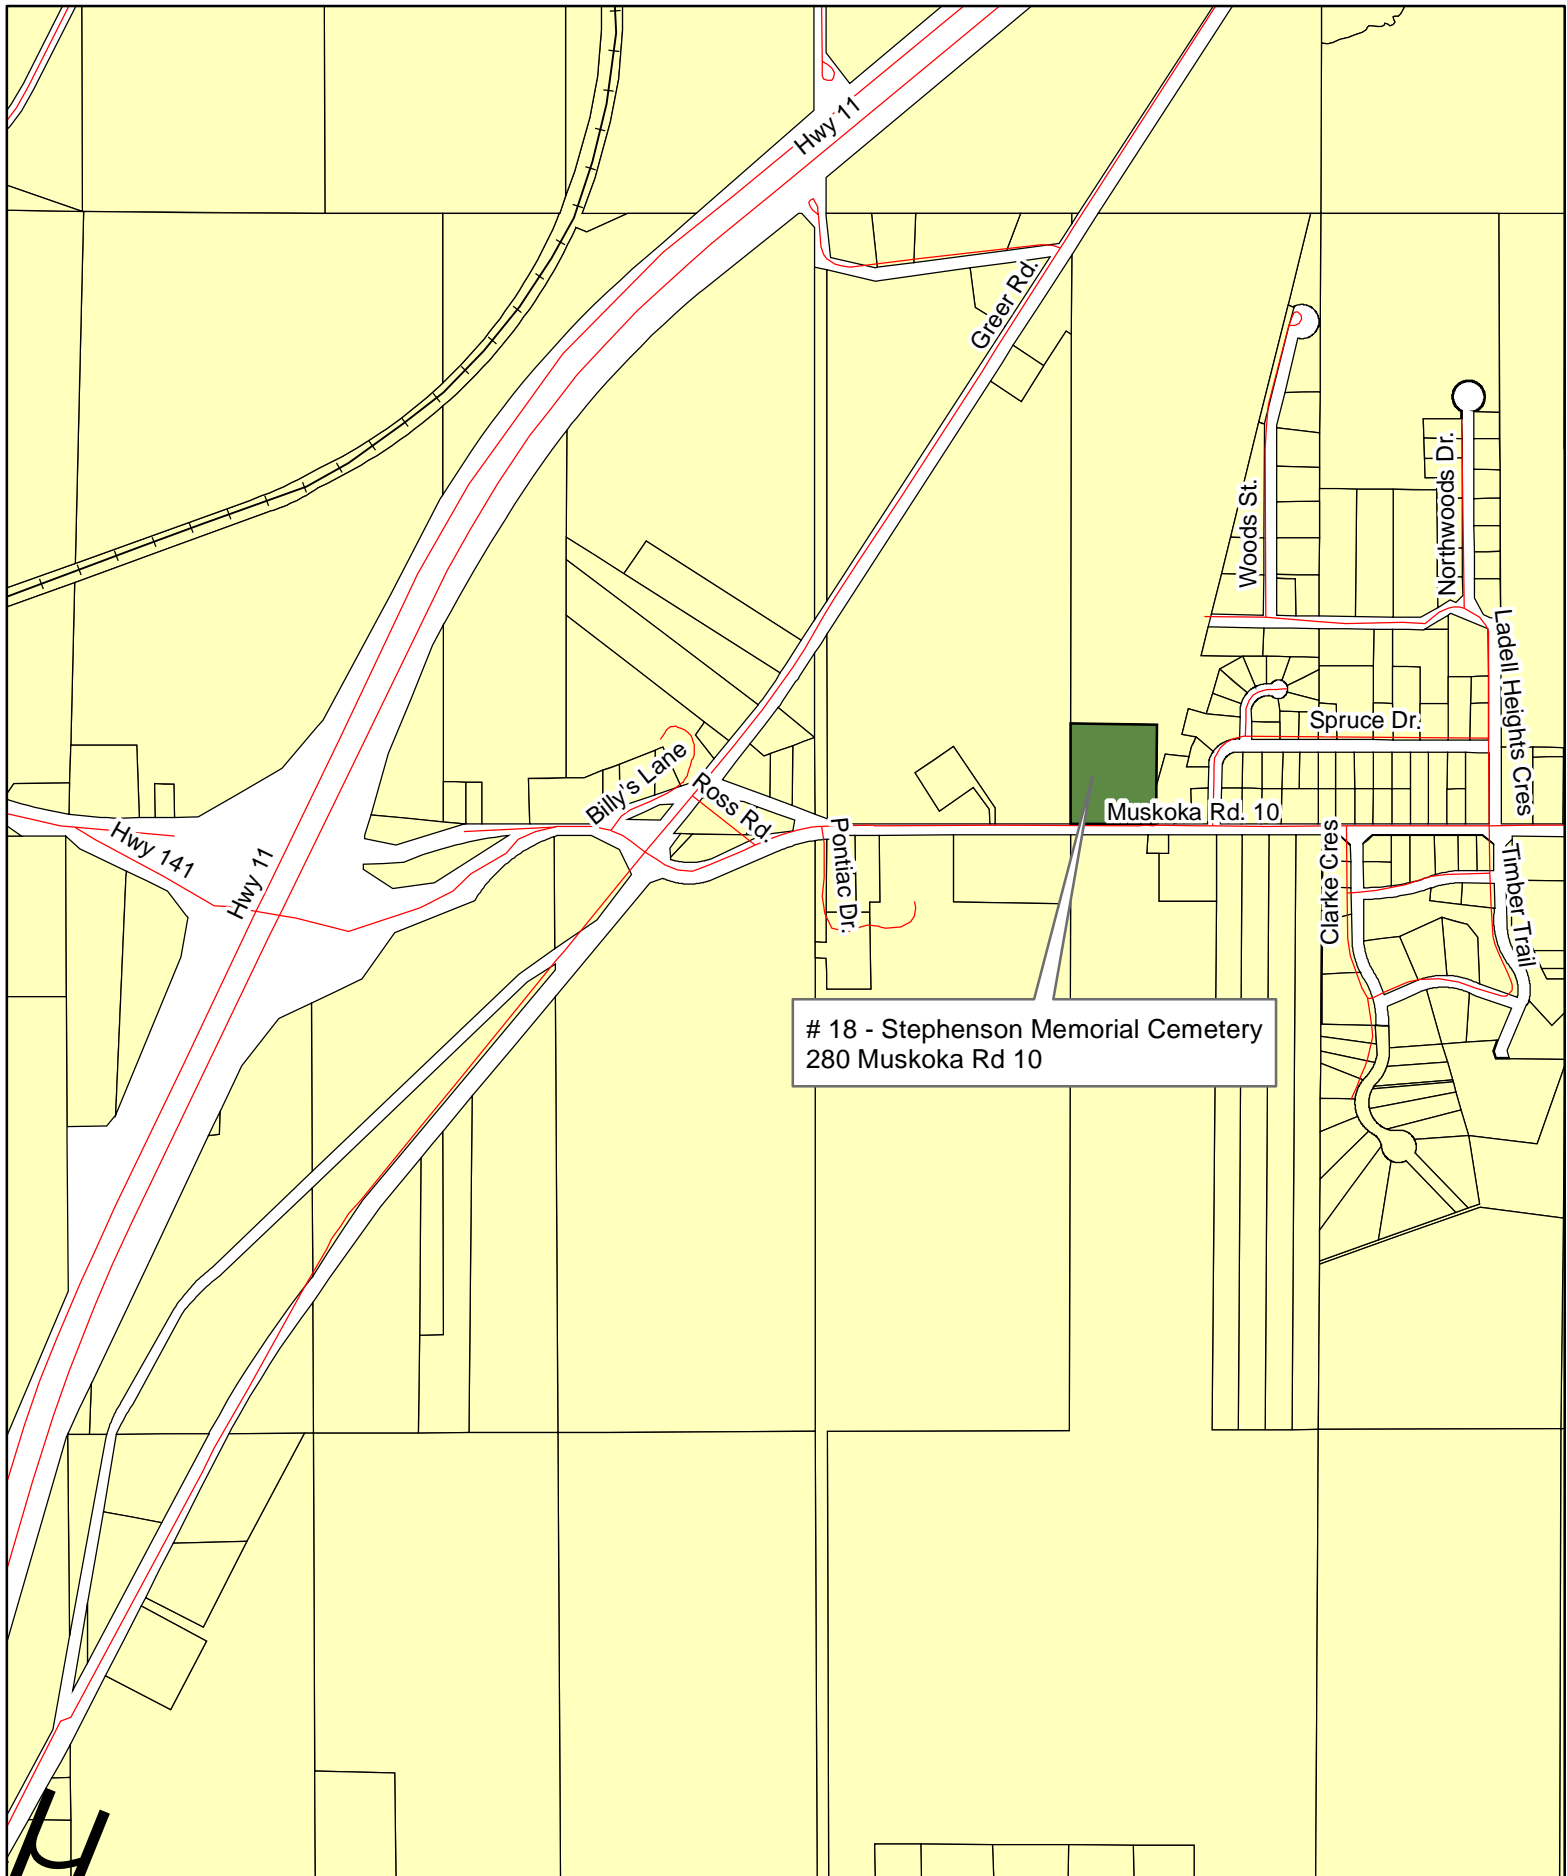 Hwy 11
Greer Rd.
Woods St.
Northwoods Dr.
Ladell Heights Cres
Spruce Dr.
Billy's Lane
Ross Rd.
Muskoka Rd. 10
Hwy 141
Hwy 11
Pontiac Dr.
Clarke Cres
Timber Trail
# 18 - Stephenson Memorial Cemetery
280 Muskoka Rd 10